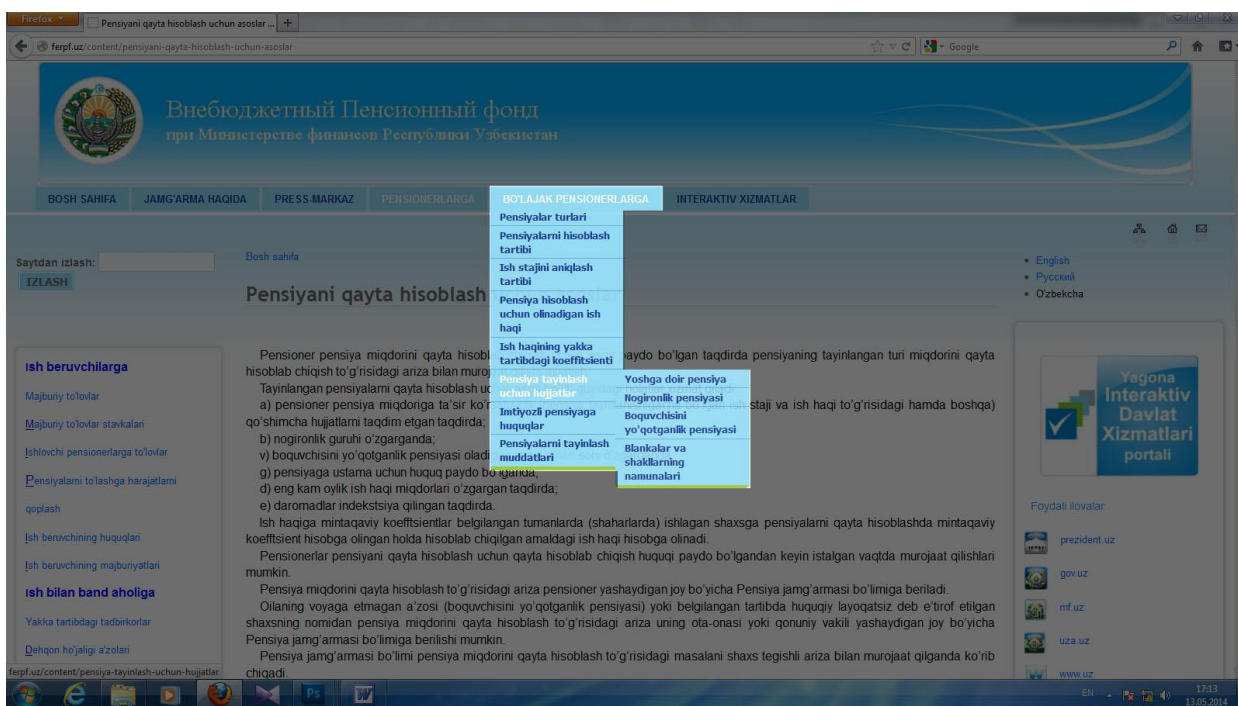 Firefox
Pensiyani qayta hisoblash uchun asoslar ...
ferpf.uz/content/pensiyani-qayta-hisoblash-uchun-asoslar
Google
Внебюджетный Пенсионный фонд
при Министерстве финансов Республики Узбекистан
BOSH SAHIFA
JAMG'ARMA HAQIDA
PRESS-MARKAZ
PENSIONERLARGA
BO'LAJAK PENSIONERLARGA
INTERAKTIV XIZMATLAR
Pensiyalar turlari
Pensiyalarni hisoblash
tartibi
Ish stajini aniqlash
tartibi
Pensiya hisoblash
uchun olinadigan ish
haqi
Ish haqining yakka
tartibdagi koeffitsienti
Pensiya tayinlash
uchun hujjatlar
Imtiyozli pensiyaga
huquqlar
Pensiyalarni tayinlash
muddatlari
Yoshga doir pensiya
Nogironlik pensiyasi
Boquvchisini
yo'qotganlik pensiyasi
Blankalar va
shakllarning
namunalari
Saytdan izlash:
IZLASH
Ish beruvchilarga
Majburiy to'lovlar
Majburiy to'lovlar stavkalari
Ishlovchi pensionerlarga to'lovlar
Pensiyalarni to'lashga harajatlarni
qoplash
Ish beruvchining huquqlari
Ish beruvchining majburiyatlari
Ish bilan band aholiga
Yakka tartibdagi tadbirkorlar
Dehqon ho'jaligi a'zolari
Bosh sahifa
Pensiyani qayta hisoblash
Pensioner pensiya miqdorini qayta hisobl paydo bo'lgan taqdirda pensiyaning tayinlangan turi miqdorini qayta
hisoblab chiqish to'g'risidagi ariza bilan muroj
Tayinlangan pensiyalarni qayta hisoblash uc
a) pensioner pensiya miqdoriga ta'sir ko'r ish staji va ish haqi to'g'risidagi hamda boshqa)
qo'shimcha hujjatlarni taqdim etgan taqdirda;
b) nogironlik guruhi o'zgarganda;
v) boquvchisini yo'qotganlik pensiyasi oladi
g) pensiyaga ustama uchun huquq paydo bo'lganda;
d) eng kam oylik ish haqi miqdorlari o'zgargan taqdirda;
e) daromadlar indekstsiya qilingan taqdirda.
Ish haqiga mintaqaviy koefftsientlar belgilangan tumanlarda (shaharlarda) ishlagan shaxsga pensiyalarni qayta hisoblashda mintaqaviy
koefftsient hisobga olingan holda hisoblab chiqilgan amaldagi ish haqi hisobga olinadi.
Pensionerlar pensiyani qayta hisoblash uchun qayta hisoblab chiqish huquqi paydo bo'lgandan keyin istalgan vaqtda murojaat qilishlari
mumkin.
Pensiya miqdorini qayta hisoblash to'g'risidagi ariza pensioner yashaydigan joy bo'yicha Pensiya jamg'armasi bo'limiga beriladi.
Oilaning voyaga etmagan a'zosi (boquvchisini yo'qotganlik pensiyasi) yoki belgilangan tartibda huquqiy layoqatsiz deb e'tirof etilgan
shaxsning nomidan pensiya miqdorini qayta hisoblash to'g'risidagi ariza uning ota-onasi yoki qonuniy vakili yashaydigan joy bo'yicha
Pensiya jamg'armasi bo'limiga berilishi mumkin.
Pensiya jamg'armasi bo'limi pensiya miqdorini qayta hisoblash to'g'risidagi masalani shaxs tegishli ariza bilan murojaat qilganda ko'rib
chiqadi.
English
Русский
O'zbekcha
Yagona
Interaktiv
Davlat
Xizmatlari
portali
Foydali ilovalar
prezident.uz
gov.uz
mf.uz
uza.uz
www.uz
ferpf.uz/content/pensiya-tayinlash-uchun-hujjatlar
Ps
EN
17:13
13.05.2014